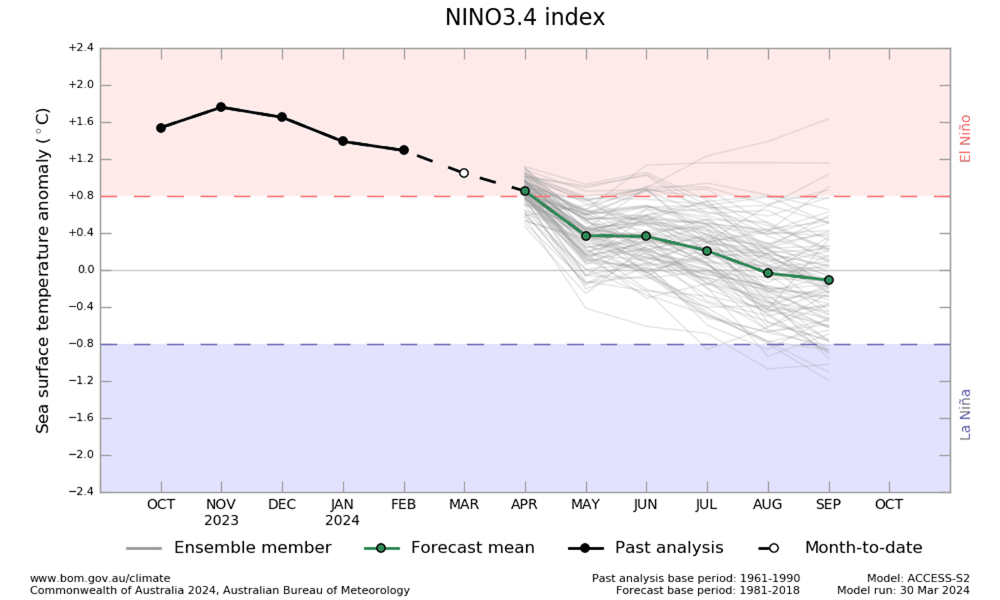 NINO3.4 index
Sea surface temperature anomaly (°C)
+2.4
+2.0
+1.6
+1.2
+0.8
+0.4
0.0
−0.4
−0.8
−1.2
−1.6
−2.0
−2.4
El Niño
La Niña
OCT NOV DEC JAN FEB MAR APR MAY JUN JUL AUG SEP OCT
2023 2024
Ensemble member Forecast mean Past analysis Month-to-date
www.bom.gov.au/climate Past analysis base period: 1961-1990 Model: ACCESS-S2
Commonwealth of Australia 2024, Australian Bureau of Meteorology Forecast base period: 1981-2018 Model run: 30 Mar 2024